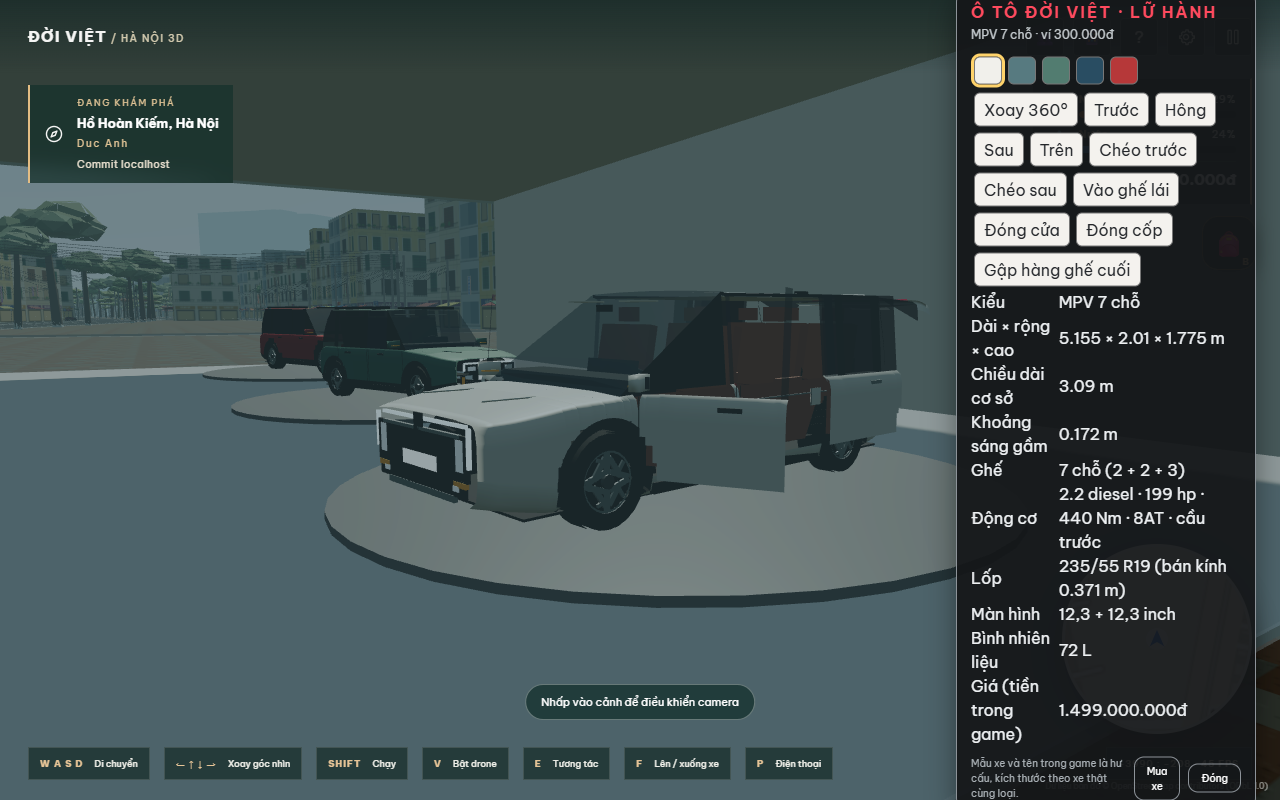 ĐỜI VIỆT / HÀ NỘI 3D
ĐANG KHÁM PHÁ
Hồ Hoàn Kiếm, Hà Nội
Duc Anh
Commit localhost
Ô TÔ ĐỜI VIỆT · LỮ HÀNH
MPV 7 chỗ · ví 300.000đ
Xoay 360° Trước Hông
Sau Trên Chéo trước
Chéo sau Vào ghế lái
Đóng cửa Đóng cốp
Gập hàng ghế cuối
Kiểu MPV 7 chỗ
Dài × rộng
× cao
5.155 × 2.01 × 1.775 m
Chiều dài
cơ sở
3.09 m
Khoảng
sáng gầm
0.172 m
Ghế 7 chỗ (2 + 2 + 3)
Động cơ
2.2 diesel · 199 hp ·
440 Nm · 8AT · cầu
trước
Lốp
235/55 R19 (bán kính
0.371 m)
Màn hình 12,3 + 12,3 inch
Bình nhiên
liệu
72 L
Giá (tiền
trong
game)
1.499.000.000đ
Mẫu xe và tên trong game là hư
cấu, kích thước theo xe thật
cùng loại.
Mua
xe
Đóng
Nhấp vào cảnh để điều khiển camera
W A S D Di chuyển
←↑↓→ Xoay góc nhìn
SHIFT Chạy
V Bật drone
E Tương tác
F Lên / xuống xe
P Điện thoại